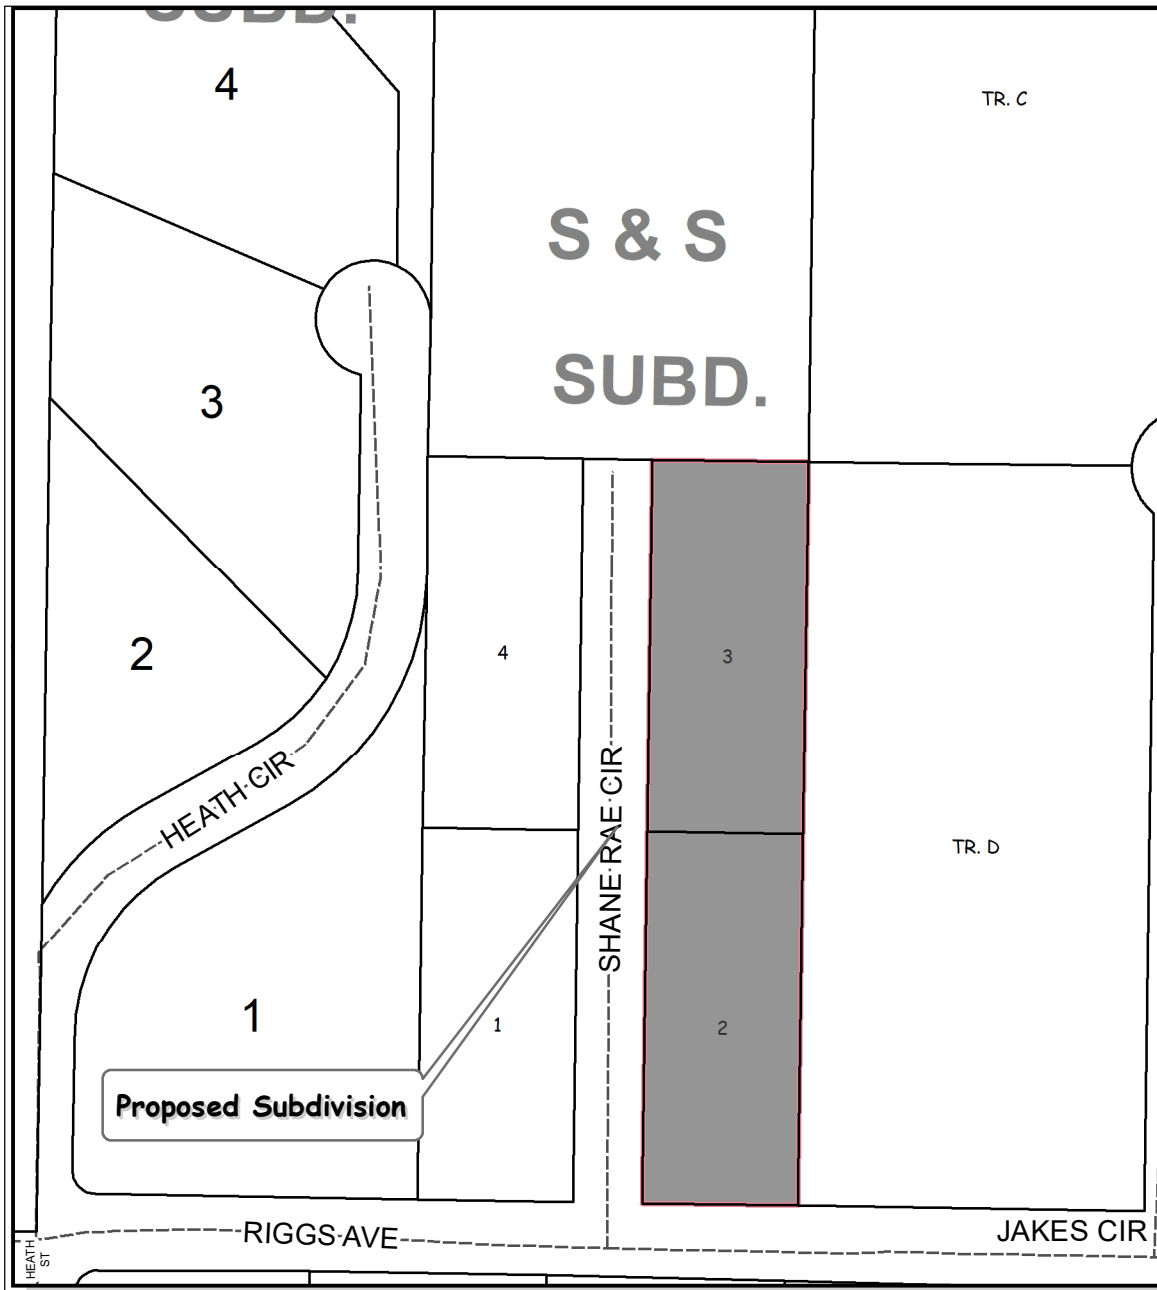 SUBD.
4
TR. C
S & S
SUBD.
3
2
4
3
HEATH CIR
SHANE RAE CIR
TR. D
1
1
2
Proposed Subdivision
RIGGS AVE
JAKES CIR
HEATH
ST